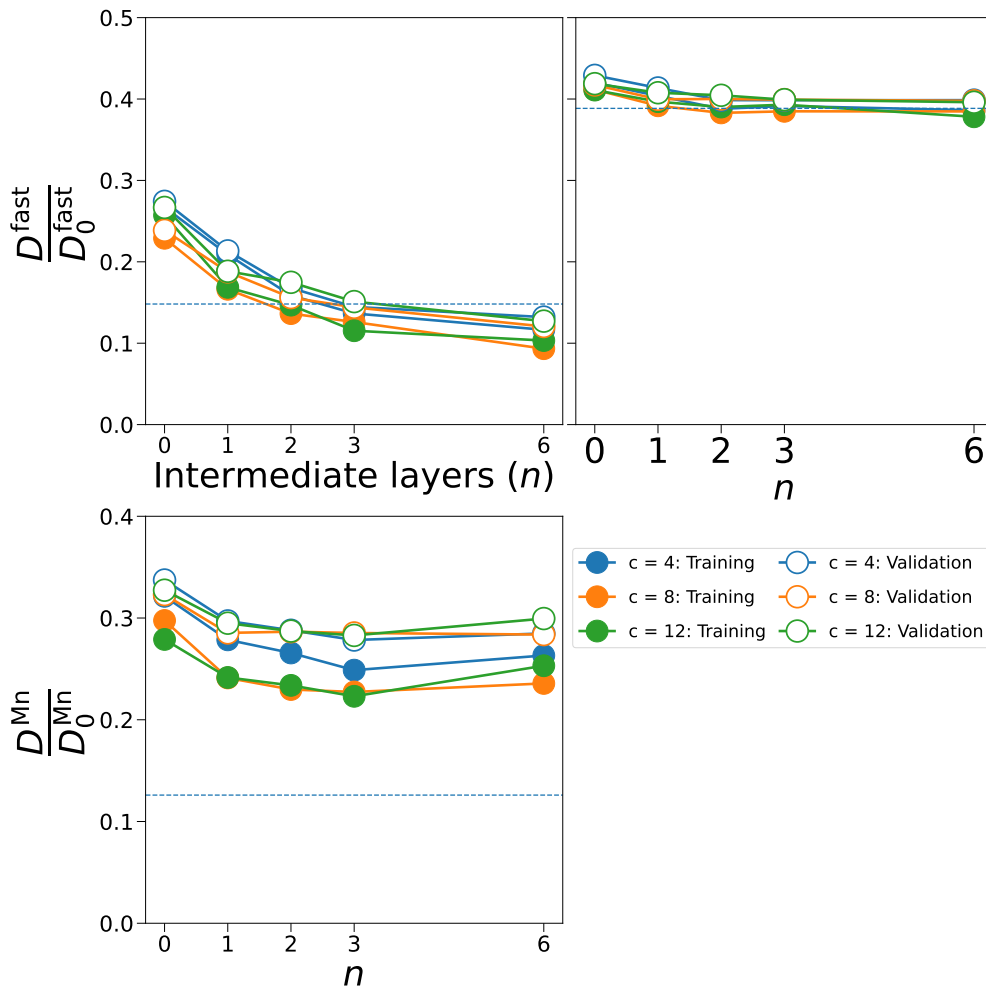 0.5
0.4
0.3
0.2
0.1
0.0
D^fast
D_0^fast
0 1 2 3 6
Intermediate layers (n)
0 1 2 3 6
n
0.4
0.3
0.2
0.1
0.0
D^Mn
D_0^Mn
0 1 2 3 6
n
c = 4: Training
c = 8: Training
c = 12: Training
c = 4: Validation
c = 8: Validation
c = 12: Validation